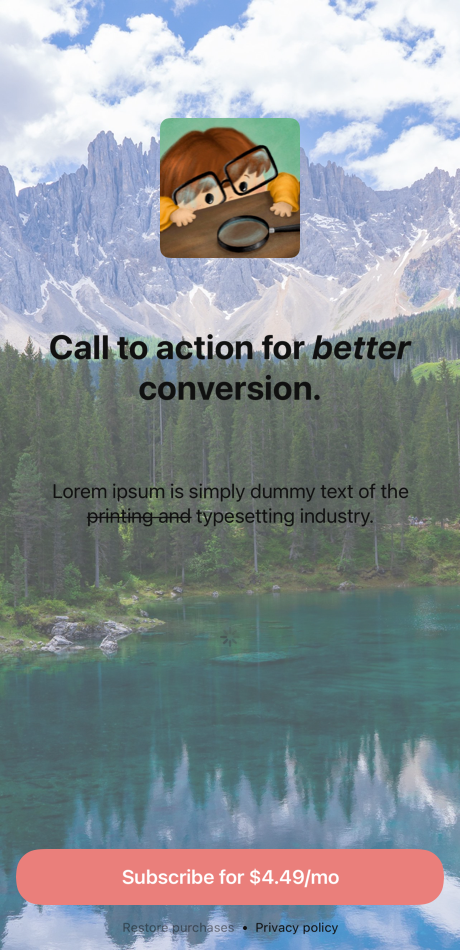 Call to action for better
conversion.
Lorem ipsum is simply dummy text of the
printing and typesetting industry.
Subscribe for $4.49/mo
Restore purchases • Privacy policy